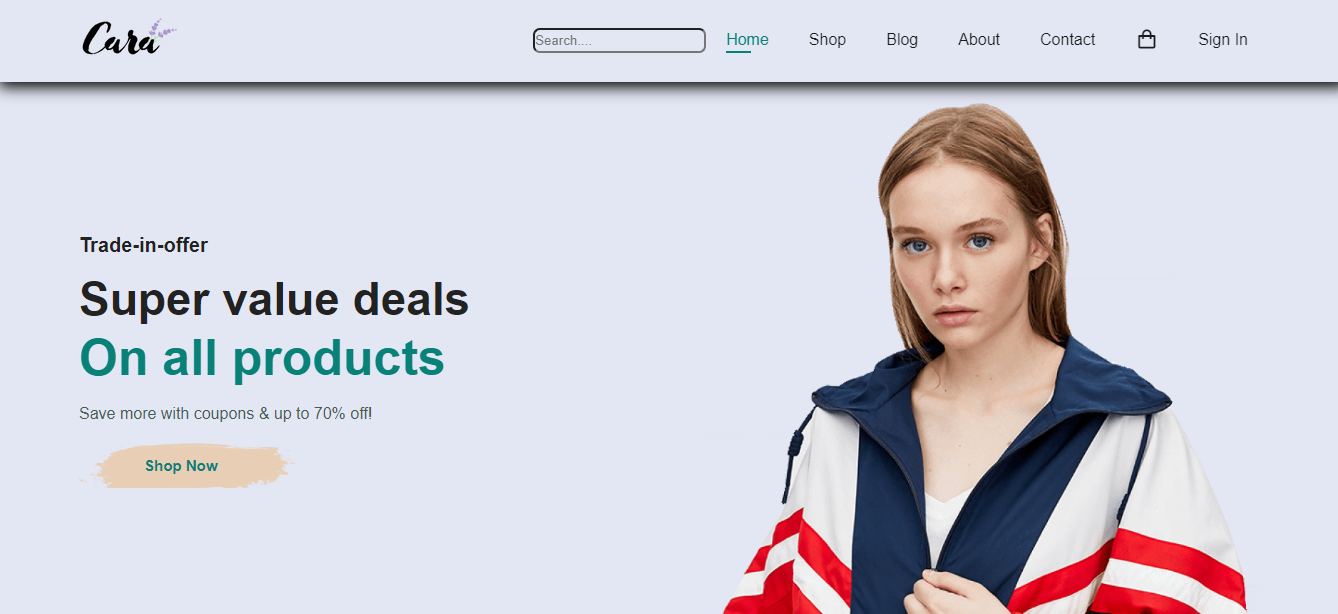 Cara
Search....
Home
Shop
Blog
About
Contact
Sign In
Trade-in-offer
Super value deals
On all products
Save more with coupons & up to 70% off!
Shop Now